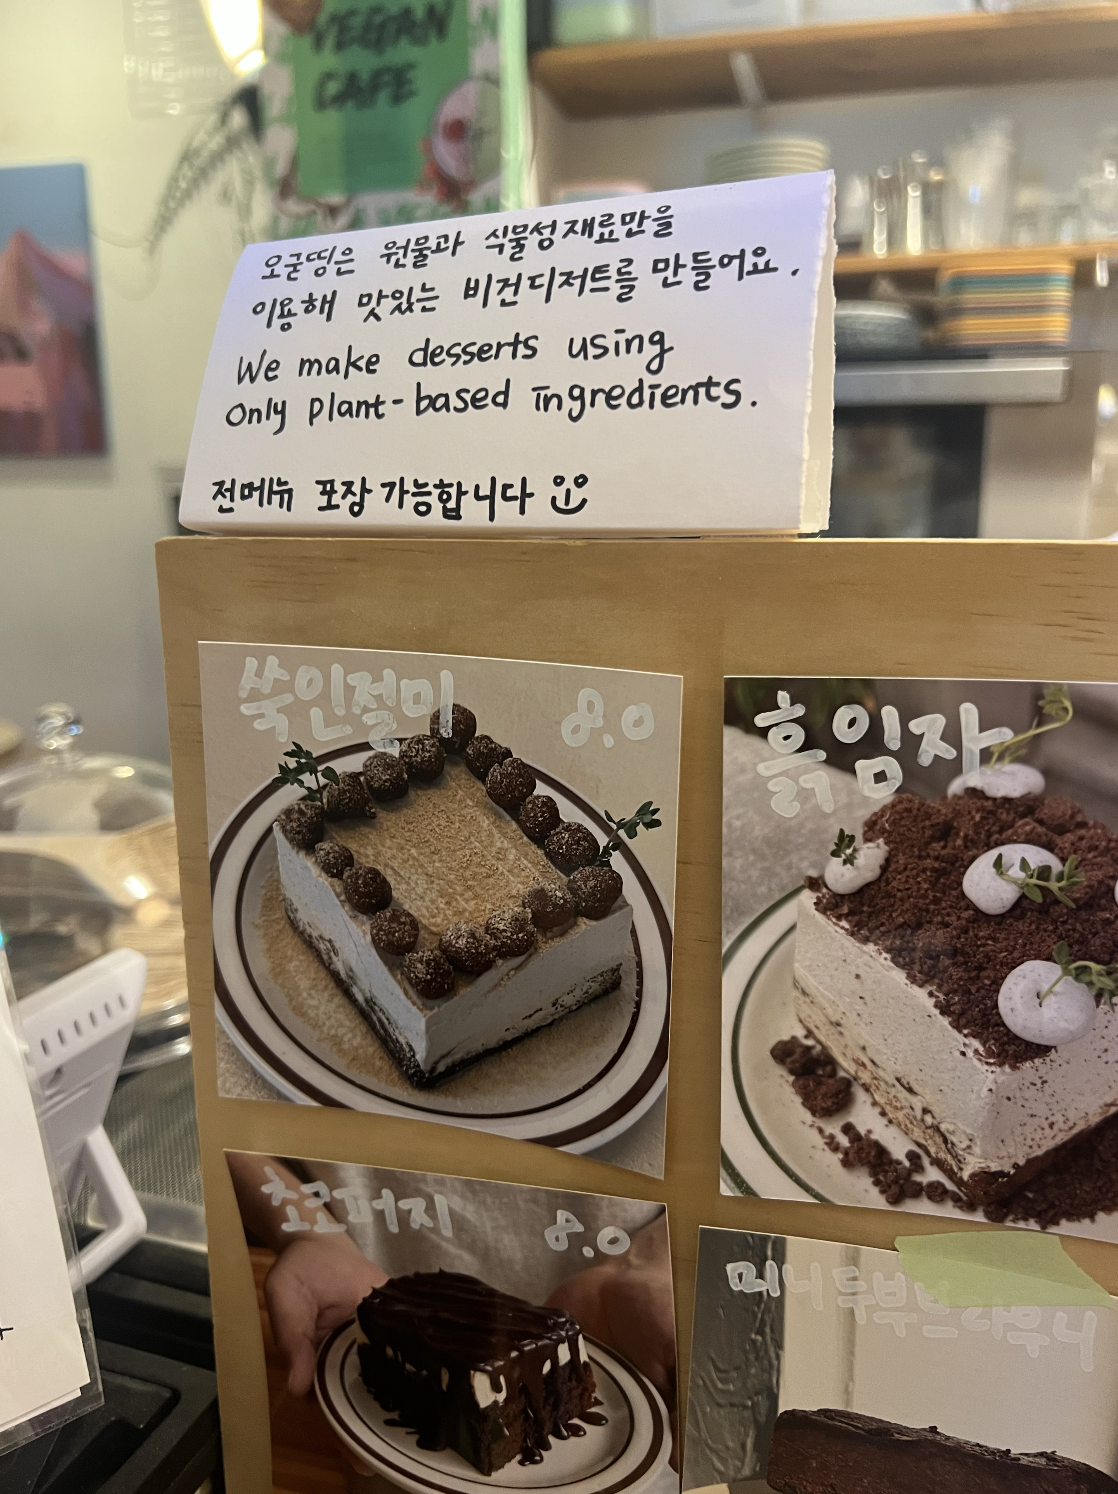 VEGAN
CAFE
오굳띵은 원물과 식물성재료만을
이용해 맛있는 비건디저트를 만들어요.
We make desserts using
Only Plant-based ingredients.
전메뉴 포장가능합니다
쑥인절미 8.0
흙임자
초코퍼지 8.0
미니두부브라우니